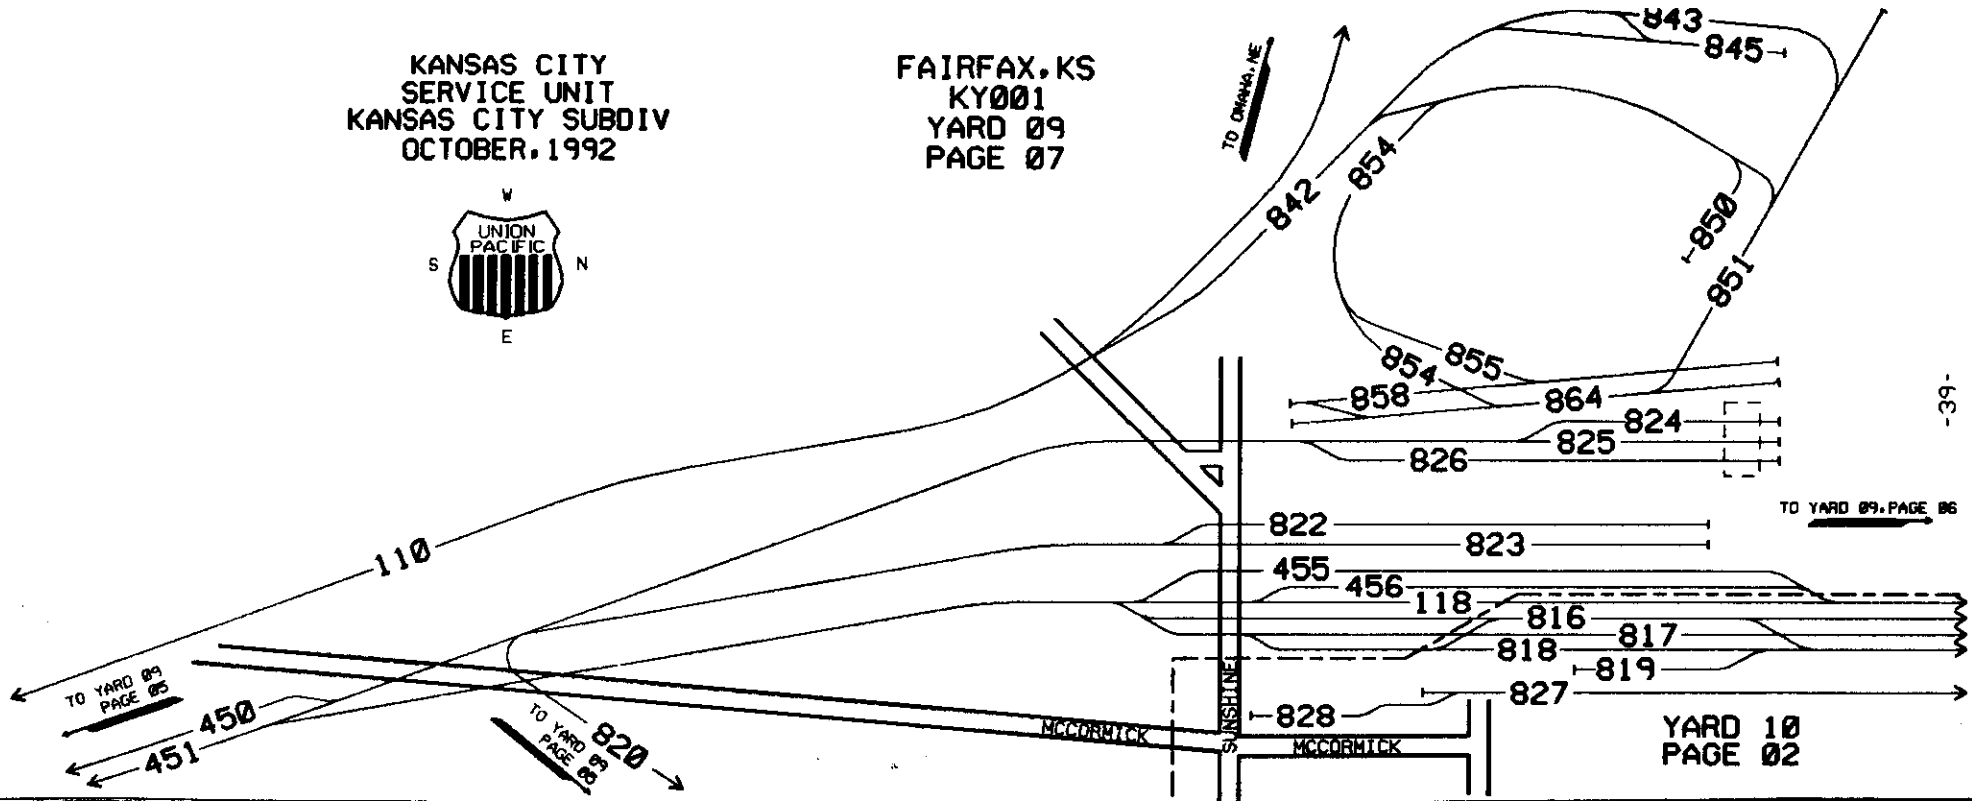 KANSAS CITY
SERVICE UNIT
KANSAS CITY SUBDIV
OCTOBER, 1992
W
UNION
PACIFIC
S
N
E
FAIRFAX, KS
KY001
YARD 09
PAGE 07
TO OMAHA, NE
843
845
854
842
850
851
855
854
858
864
824
825
826
-39-
TO YARD 09, PAGE 06
822
823
110
455
456
118
816
817
818
819
827
828
TO YARD 09
PAGE 05
450
451
TO YARD 09
820
MCCORMICK
SUNSHINE
MCCORMICK
YARD 10
PAGE 02